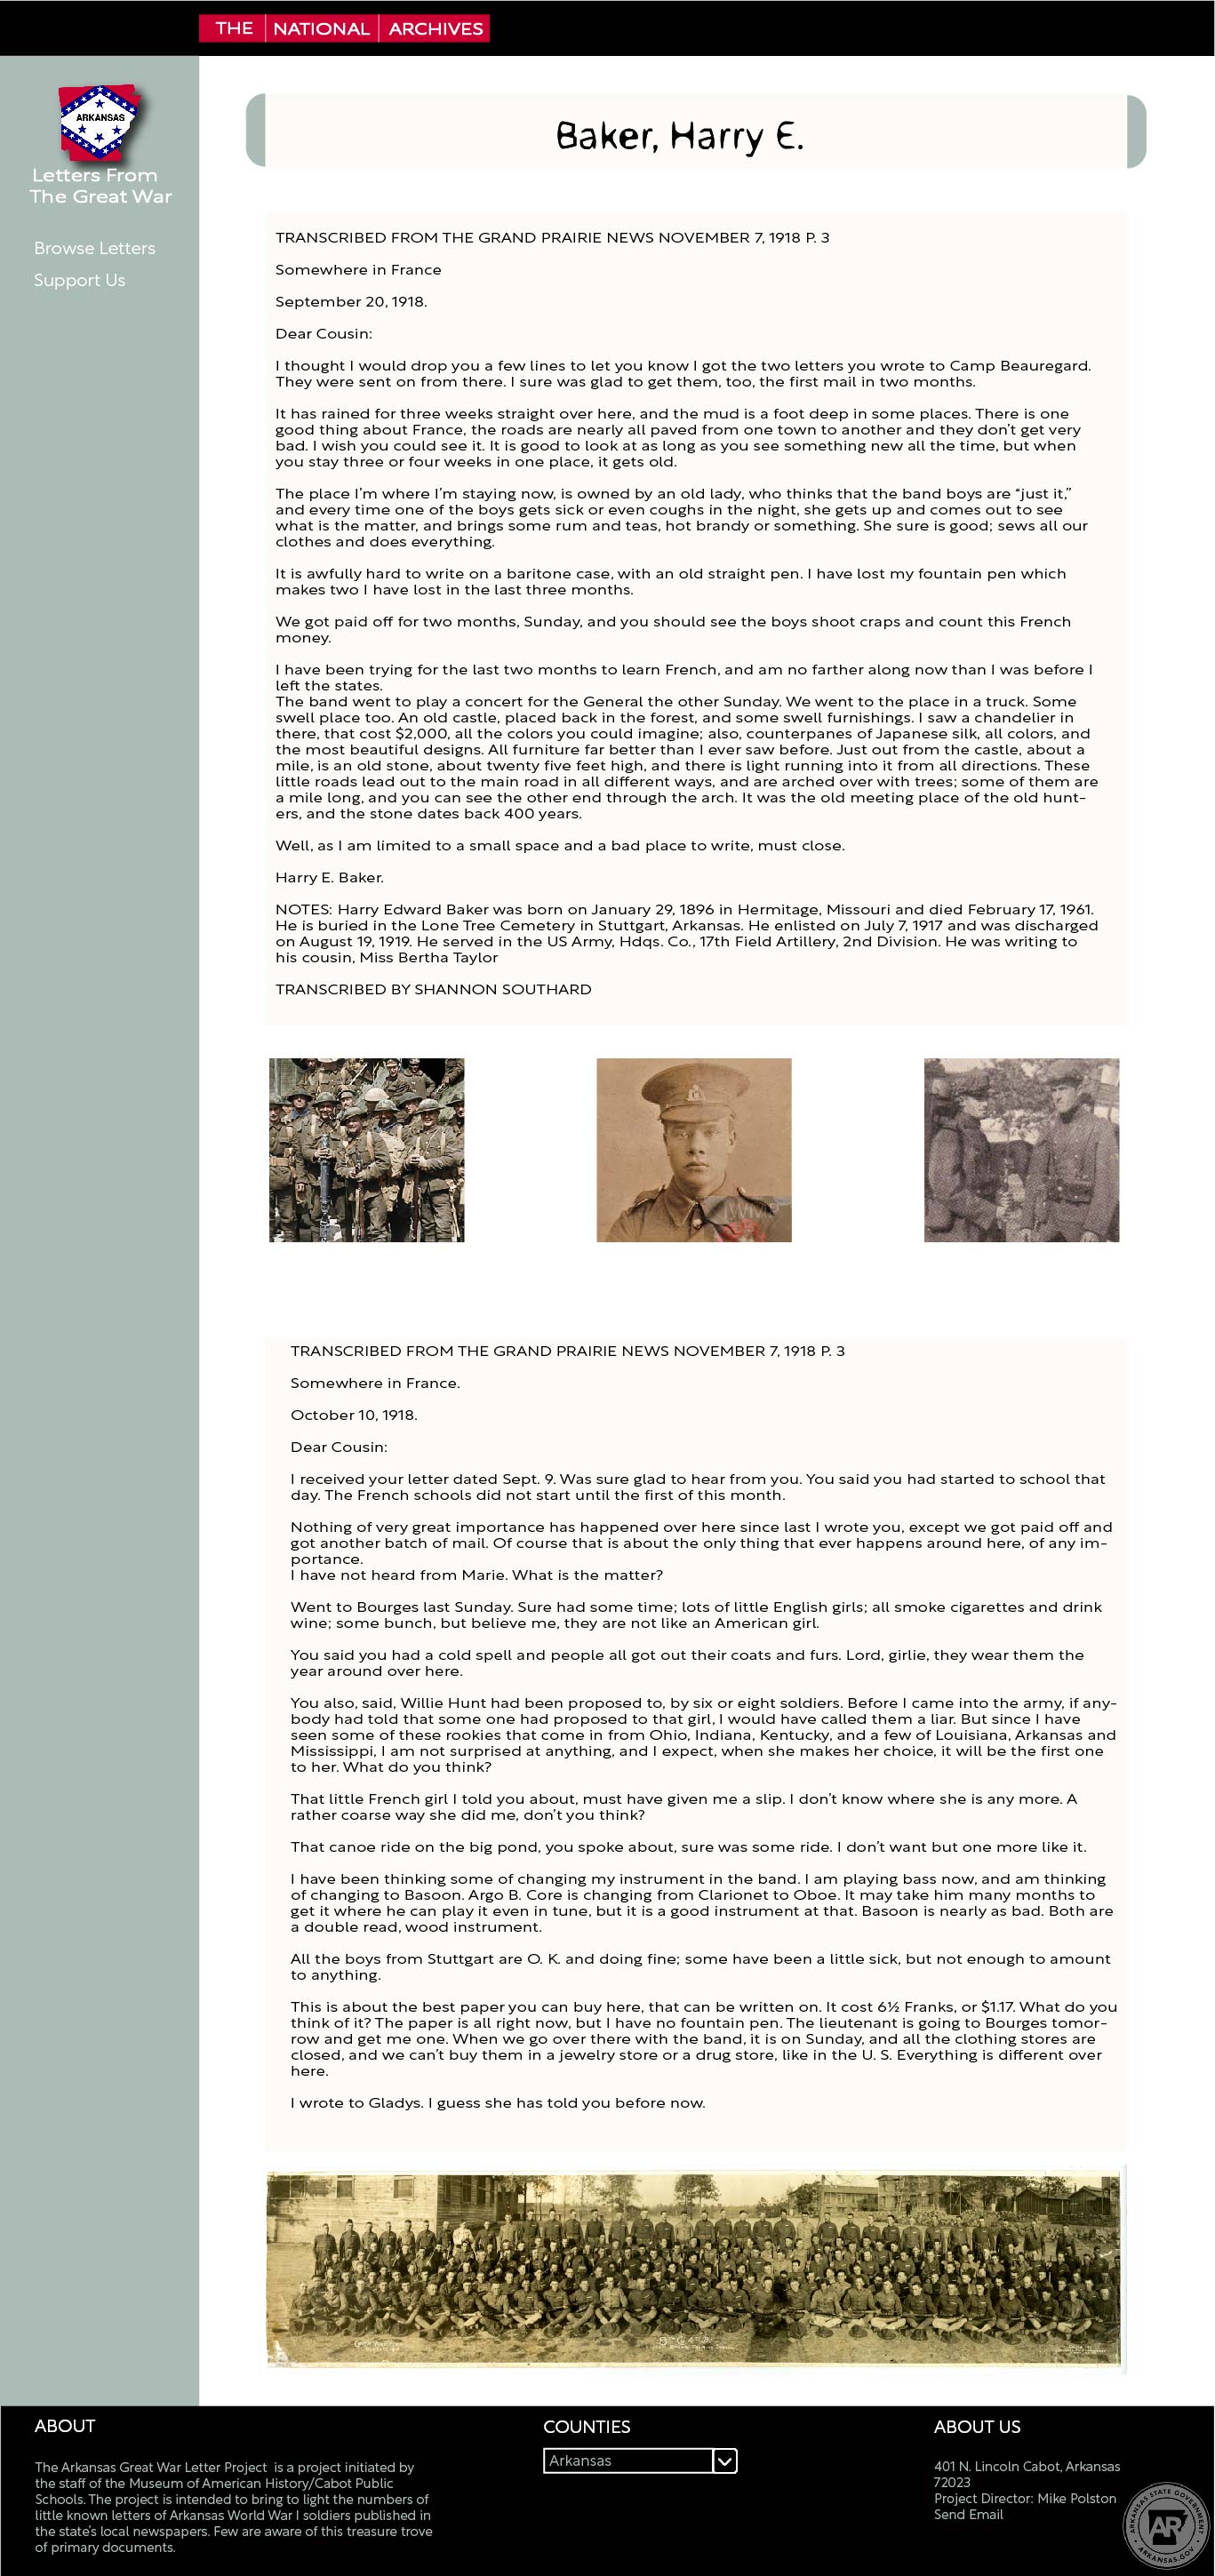 THE NATIONAL ARCHIVES
ARKANSAS
Letters From
The Great War
Browse Letters
Support Us
Baker, Harry E.
TRANSCRIBED FROM THE GRAND PRAIRIE NEWS NOVEMBER 7, 1918 P. 3
Somewhere in France
September 20, 1918.
Dear Cousin:
I thought I would drop you a few lines to let you know I got the two letters you wrote to Camp Beauregard.
They were sent on from there. I sure was glad to get them, too, the first mail in two months.
It has rained for three weeks straight over here, and the mud is a foot deep in some places. There is one
good thing about France, the roads are nearly all paved from one town to another and they don't get very
bad. I wish you could see it. It is good to look at as long as you see something new all the time, but when
you stay three or four weeks in one place, it gets old.
The place I'm where I'm staying now, is owned by an old lady, who thinks that the band boys are “just it,”
and every time one of the boys gets sick or even coughs in the night, she gets up and comes out to see
what is the matter, and brings some rum and teas, hot brandy or something. She sure is good; sews all our
clothes and does everything.
It is awfully hard to write on a baritone case, with an old straight pen. I have lost my fountain pen which
makes two I have lost in the last three months.
We got paid off for two months, Sunday, and you should see the boys shoot craps and count this French
money.
I have been trying for the last two months to learn French, and am no farther along now than I was before I
left the states.
The band went to play a concert for the General the other Sunday. We went to the place in a truck. Some
swell place too. An old castle, placed back in the forest, and some swell furnishings. I saw a chandelier in
there, that cost $2,000, all the colors you could imagine; also, counterpanes of Japanese silk, all colors, and
the most beautiful designs. All furniture far better than I ever saw before. Just out from the castle, about a
mile, is an old stone, about twenty five feet high, and there is light running into it from all directions. These
little roads lead out to the main road in all different ways, and are arched over with trees; some of them are
a mile long, and you can see the other end through the arch. It was the old meeting place of the old hunt-
ers, and the stone dates back 400 years.
Well, as I am limited to a small space and a bad place to write, must close.
Harry E. Baker.
NOTES: Harry Edward Baker was born on January 29, 1896 in Hermitage, Missouri and died February 17, 1961.
He is buried in the Lone Tree Cemetery in Stuttgart, Arkansas. He enlisted on July 7, 1917 and was discharged
on August 19, 1919. He served in the US Army, Hdqs. Co., 17th Field Artillery, 2nd Division. He was writing to
his cousin, Miss Bertha Taylor
TRANSCRIBED BY SHANNON SOUTHARD
TRANSCRIBED FROM THE GRAND PRAIRIE NEWS NOVEMBER 7, 1918 P. 3
Somewhere in France.
October 10, 1918.
Dear Cousin:
I received your letter dated Sept. 9. Was sure glad to hear from you. You said you had started to school that
day. The French schools did not start until the first of this month.
Nothing of very great importance has happened over here since last I wrote you, except we got paid off and
got another batch of mail. Of course that is about the only thing that ever happens around here, of any im-
portance.
I have not heard from Marie. What is the matter?
Went to Bourges last Sunday. Sure had some time; lots of little English girls; all smoke cigarettes and drink
wine; some bunch, but believe me, they are not like an American girl.
You said you had a cold spell and people all got out their coats and furs. Lord, girlie, they wear them the
year around over here.
You also, said, Willie Hunt had been proposed to, by six or eight soldiers. Before I came into the army, if any-
body had told that some one had proposed to that girl, I would have called them a liar. But since I have
seen some of these rookies that come in from Ohio, Indiana, Kentucky, and a few of Louisiana, Arkansas and
Mississippi, I am not surprised at anything, and I expect, when she makes her choice, it will be the first one
to her. What do you think?
That little French girl I told you about, must have given me a slip. I don't know where she is any more. A
rather coarse way she did me, don't you think?
That canoe ride on the big pond, you spoke about, sure was some ride. I don't want but one more like it.
I have been thinking some of changing my instrument in the band. I am playing bass now, and am thinking
of changing to Basoon. Argo B. Core is changing from Clarionet to Oboe. It may take him many months to
get it where he can play it even in tune, but it is a good instrument at that. Basoon is nearly as bad. Both are
a double read, wood instrument.
All the boys from Stuttgart are O. K. and doing fine; some have been a little sick, but not enough to amount
to anything.
This is about the best paper you can buy here, that can be written on. It cost 6½ Franks, or $1.17. What do you
think of it? The paper is all right now, but I have no fountain pen. The lieutenant is going to Bourges tomor-
row and get me one. When we go over there with the band, it is on Sunday, and all the clothing stores are
closed, and we can't buy them in a jewelry store or a drug store, like in the U. S. Everything is different over
here.
I wrote to Gladys. I guess she has told you before now.
ABOUT
The Arkansas Great War Letter Project is a project initiated by
the staff of the Museum of American History/Cabot Public
Schools. The project is intended to bring to light the numbers of
little known letters of Arkansas World War I soldiers published in
the state's local newspapers. Few are aware of this treasure trove
of primary documents.
COUNTIES
Arkansas
ABOUT US
401 N. Lincoln Cabot, Arkansas
72023
Project Director: Mike Polston
Send Email
ARKANSAS STATE GOVERNMENT
AR
ARKANSAS.GOV